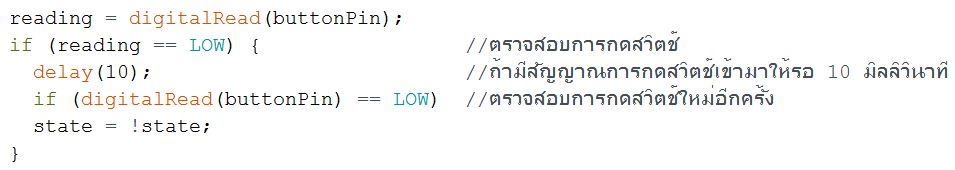 reading = digitalRead(buttonPin);
if (reading == LOW) { //ตรวจสอบการกดสวิตช์
delay(10); //ถ้ามีสัญญาณการกดสวิตช์เข้ามาให้รอ 10 มิลลิวินาที
if (digitalRead(buttonPin) == LOW) //ตรวจสอบการกดสวิตช์ใหม่อีกครั้ง
state = !state;
}